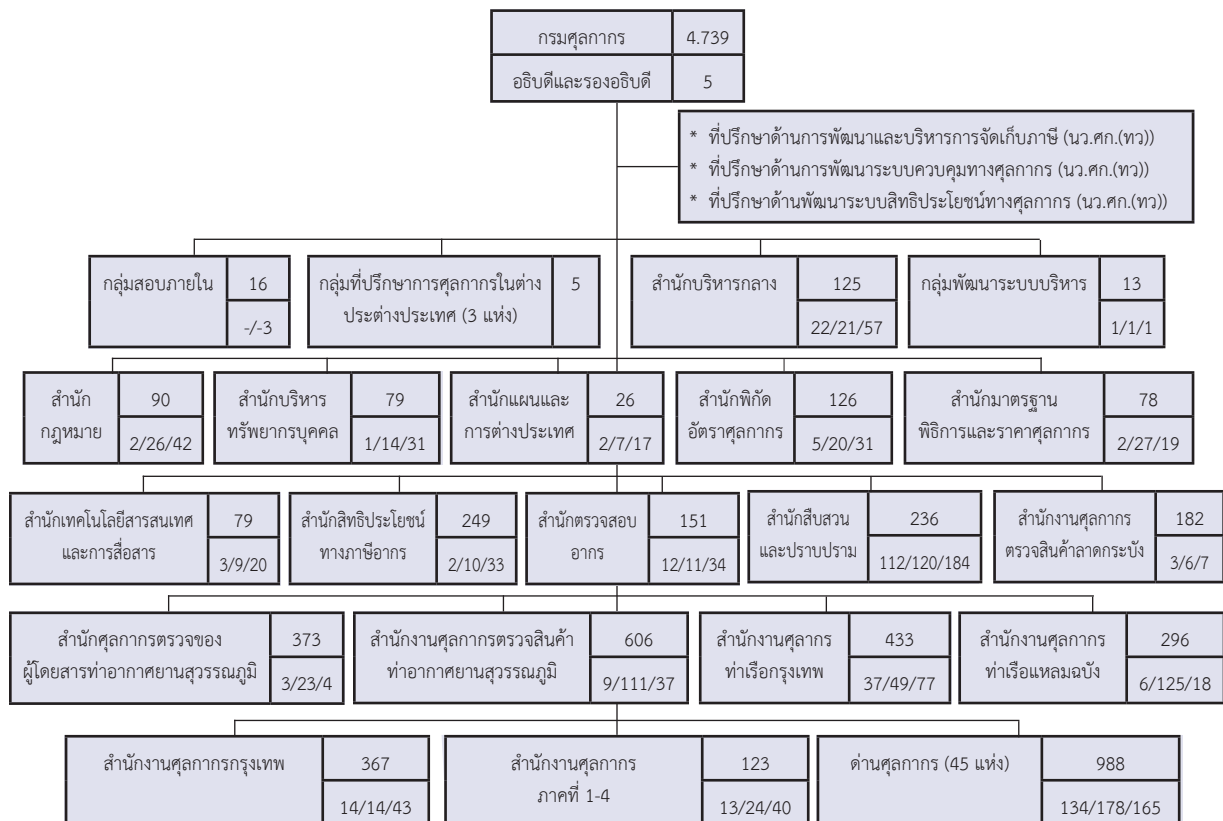 กรมศุลกากร 4.739
อธิบดีและรองอธิบดี 5
* ที่ปรึกษาด้านการพัฒนาและบริหารการจัดเก็บภาษี (นว.ศก.(ทว))
* ที่ปรึกษาด้านการพัฒนาระบบควบคุมทางศุลกากร (นว.ศก.(ทว))
* ที่ปรึกษาด้านพัฒนาระบบสิทธิประโยชน์ทางศุลกากร (นว.ศก.(ทว))
กลุ่มสอบภายใน 16
-/-3
กลุ่มที่ปรึกษาการศุลกากรในต่าง 5
ประต่างประเทศ (3 แห่ง)
สำนักบริหารกลาง 125
22/21/57
กลุ่มพัฒนาระบบบริหาร 13
1/1/1
สำนัก 90
กฎหมาย 2/26/42
สำนักบริหาร 79
ทรัพยากรบุคคล 1/14/31
สำนักแผนและ 26
การต่างประเทศ 2/7/17
สำนักพิกัด 126
อัตราศุลกากร 5/20/31
สำนักมาตรฐาน 78
พิธิการและราคาศุลกากร 2/27/19
สำนักเทคโนโลยีสารสนเทศ 79
และการสื่อสาร 3/9/20
สำนักสิทธิประโยชน์ 249
ทางภาษีอากร 2/10/33
สำนักตรวจสอบ 151
อากร 12/11/34
สำนักสืบสวน 236
และปราบปราม 112/120/184
สำนักงานศุลกากร 182
ตรวจสินค้าลาดกระบัง 3/6/7
สำนักศุลกากรตรวจของ 373
ผู้โดยสารท่าอากาศยานสุวรรณภูมิ 3/23/4
สำนักงานศุลกากรตรวจสินค้า 606
ท่าอากาศยานสุวรรณภูมิ 9/111/37
สำนักงานศุลากร 433
ท่าเรือกรุงเทพ 37/49/77
สำนักงานศุลกากร 296
ท่าเรือแหลมฉบัง 6/125/18
สำนักงานศุลกากรกรุงเทพ 367
14/14/43
สำนักงานศุลกากร 123
ภาคที่ 1-4 13/24/40
ด่านศุลกากร (45 แห่ง) 988
134/178/165